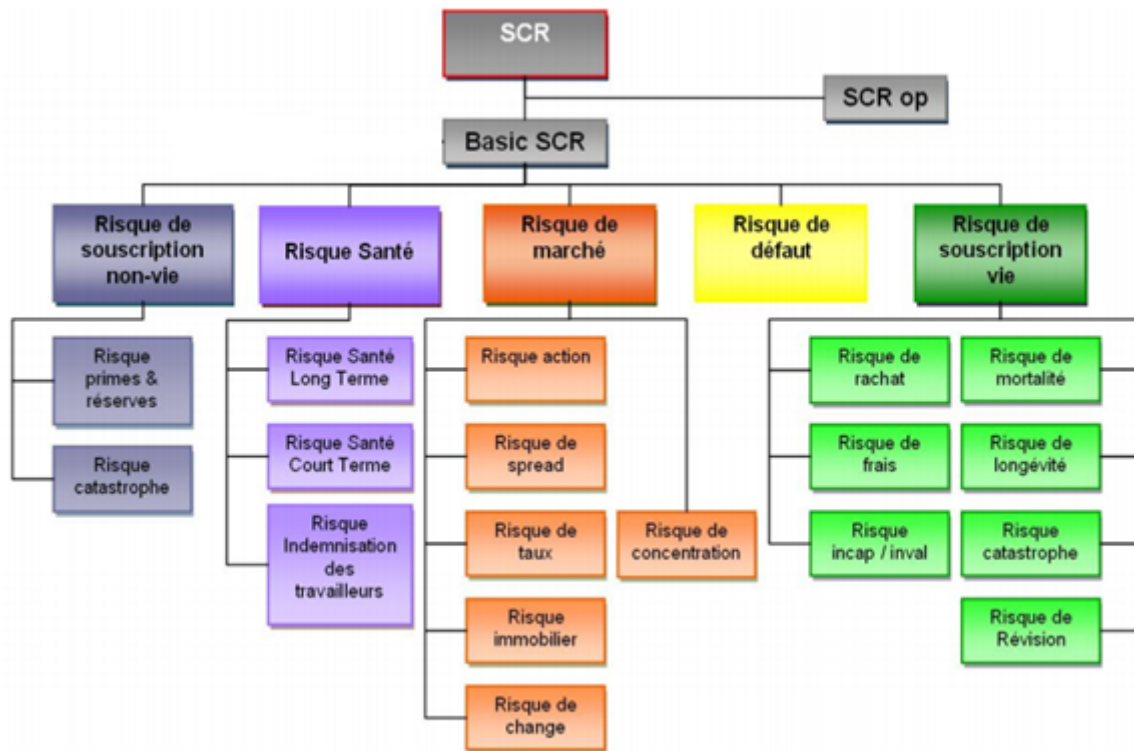 SCR
SCR op
Basic SCR
Risque de
souscription
non-vie
Risque Santé
Risque de
marché
Risque de
défaut
Risque de
souscription
vie
Risque
primes &
réserves
Risque
catastrophe
Risque Santé
Long Terme
Risque Santé
Court Terme
Risque
Indemnisation
des
travailleurs
Risque action
Risque de
spread
Risque de
taux
Risque
immobilier
Risque de
change
Risque de
concentration
Risque de
rachat
Risque de
frais
Risque
incap / inval
Risque de
mortalité
Risque de
longévité
Risque
catastrophe
Risque de
Révision